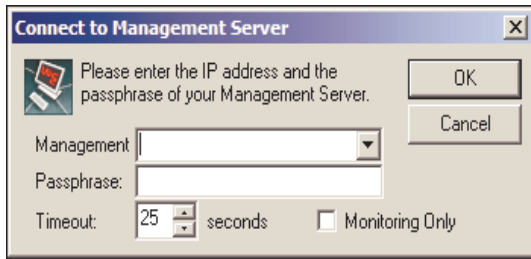 Connect to Management Server
Please enter the IP address and the
passphrase of your Management Server.
OK
Cancel
Management
Passphrase:
Timeout: 25 seconds Monitoring Only